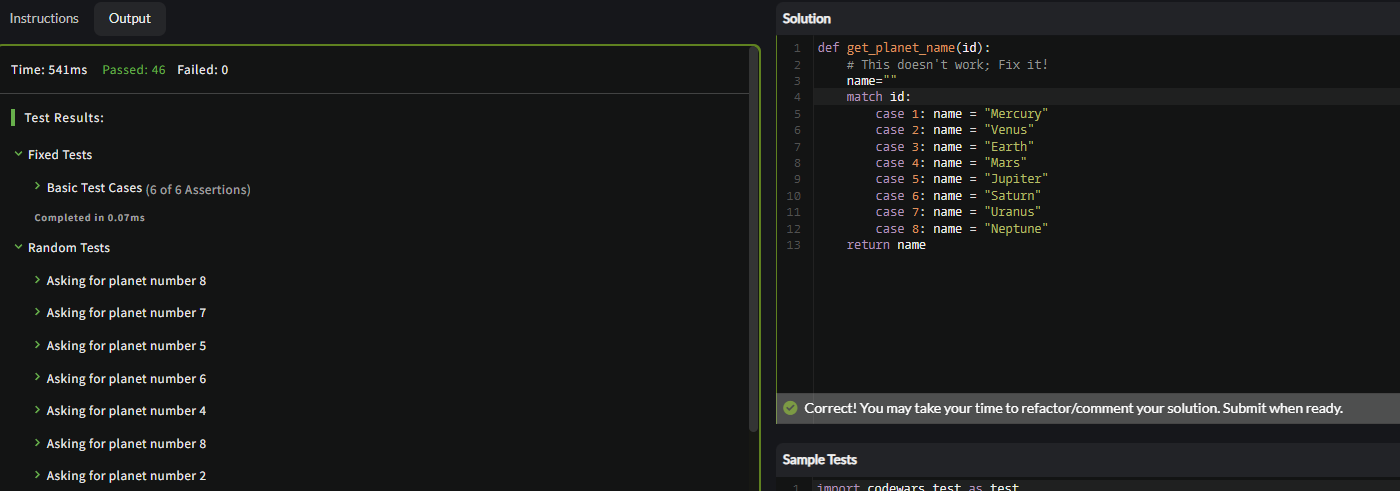 Instructions
Output
Time: 541ms Passed: 46 Failed: 0
Test Results:
Fixed Tests
Basic Test Cases (6 of 6 Assertions)
Completed in 0.07ms
Random Tests
Asking for planet number 8
Asking for planet number 7
Asking for planet number 5
Asking for planet number 6
Asking for planet number 4
Asking for planet number 8
Asking for planet number 2
Solution
1 def get_planet_name(id):
2     # This doesn't work; Fix it!
3     name=""
4     match id:
5         case 1: name = "Mercury"
6         case 2: name = "Venus"
7         case 3: name = "Earth"
8         case 4: name = "Mars"
9         case 5: name = "Jupiter"
10         case 6: name = "Saturn"
11         case 7: name = "Uranus"
12         case 8: name = "Neptune"
13     return name
Correct! You may take your time to refactor/comment your solution. Submit when ready.
Sample Tests
1 import codewars_test as test